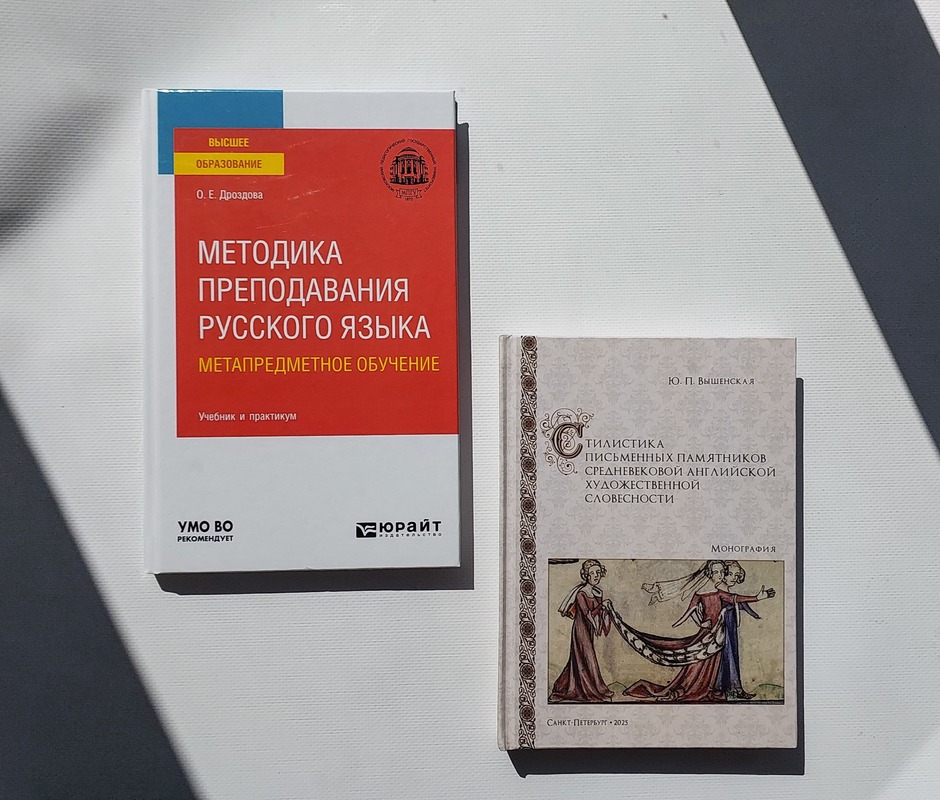 ВЫСШЕЕ
ОБРАЗОВАНИЕ
О. Е. Дроздова
МЕТОДИКА
ПРЕПОДАВАНИЯ
РУССКОГО ЯЗЫКА
МЕТАПРЕДМЕТНОЕ ОБУЧЕНИЕ
Учебник и практикум
УМО ВО
РЕКОМЕНДУЕТ
ЮРАЙТ
издательство
Ю. П. Вышенская
Стилистика
письменных памятников
средневековой английской
художественной
словесности
Монография
Санкт-Петербург • 2025